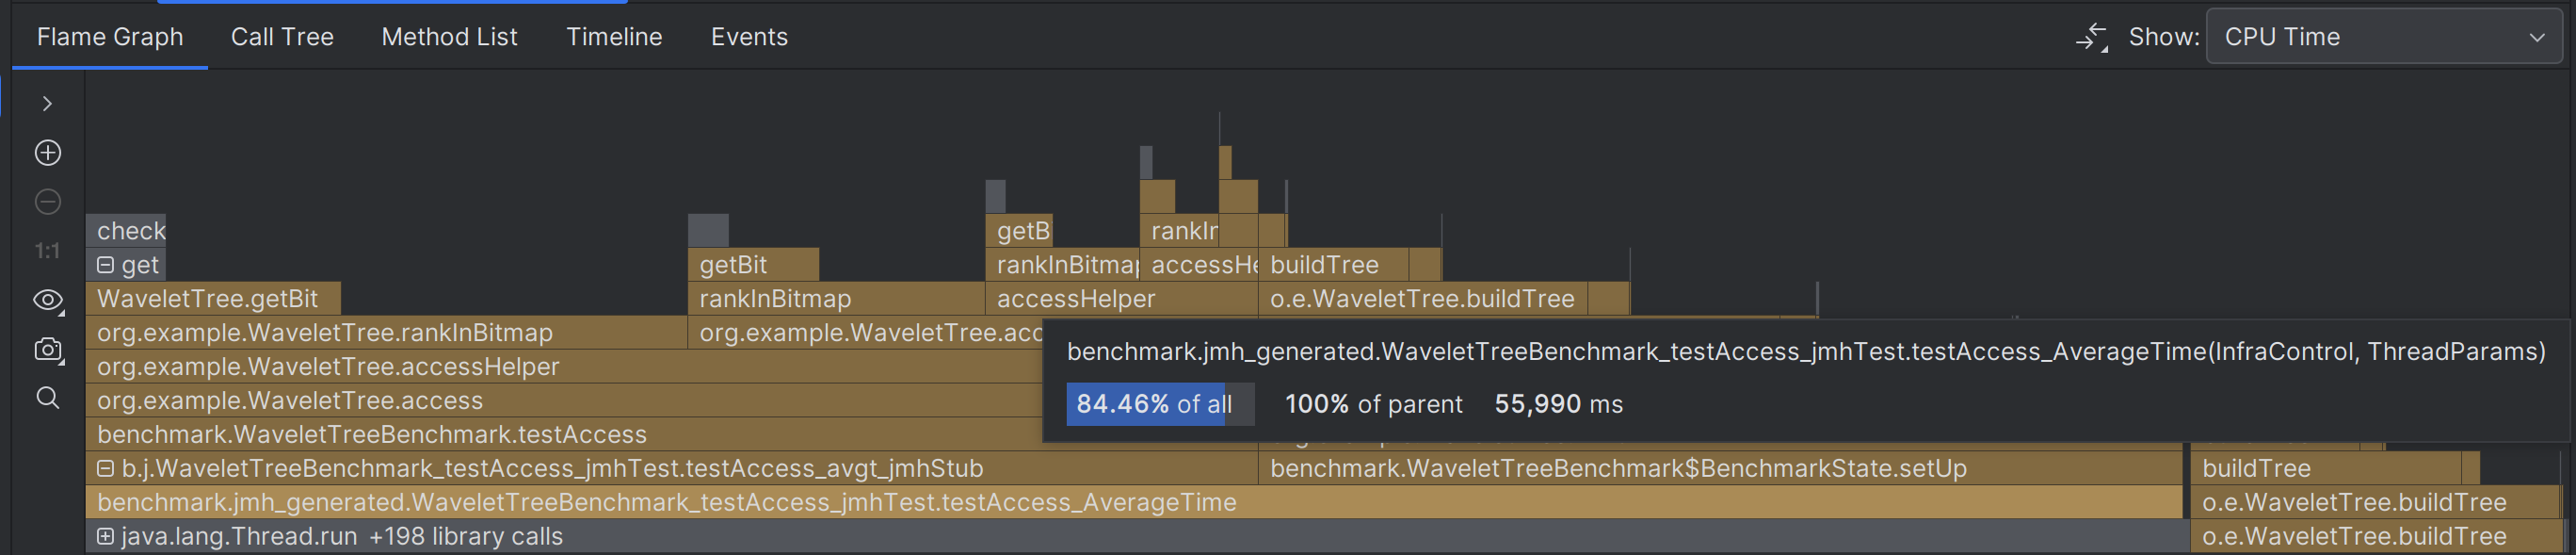 Flame Graph Call Tree Method List Timeline Events Show: CPU Time
check getB rankIr
1:1 get getBit rankInBitmap accessHe buildTree
WaveletTree.getBit rankInBitmap accessHelper o.e.WaveletTree.buildTree
org.example.WaveletTree.rankInBitmap org.example.WaveletTree.acc
benchmark.jmh_generated.WaveletTreeBenchmark_testAccess_jmhTest.testAccess_AverageTime(InfraControl, ThreadParams)
org.example.WaveletTree.accessHelper
org.example.WaveletTree.access
84.46% of all 100% of parent 55,990 ms
benchmark.WaveletTreeBenchmark.testAccess
b.j.WaveletTreeBenchmark_testAccess_jmhTest.testAccess_avgt_jmhStub benchmark.WaveletTreeBenchmark$BenchmarkState.setUp buildTree
benchmark.jmh_generated.WaveletTreeBenchmark_testAccess_jmhTest.testAccess_AverageTime o.e.WaveletTree.buildTree
java.lang.Thread.run +198 library calls o.e.WaveletTree.buildTree